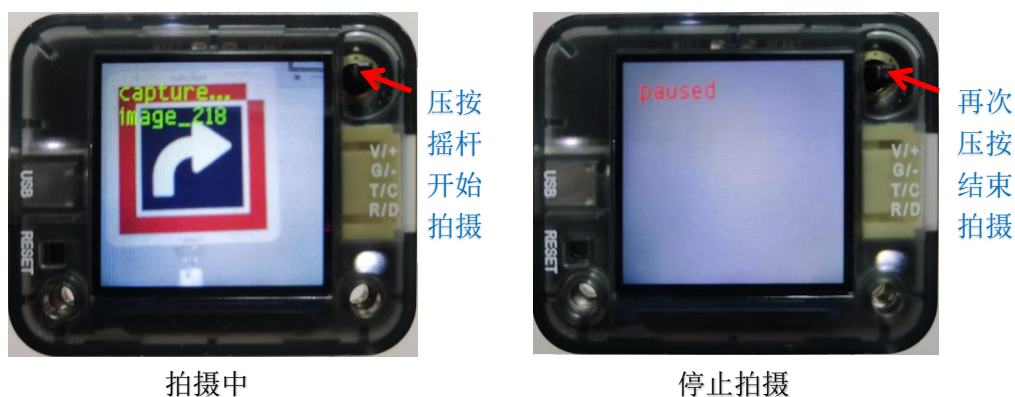 capture...
image_218
V/+
G/-
T/C
R/D
USB
RESET
压按
摇杆
开始
拍摄
拍摄中
paused
V/+
G/-
T/C
R/D
USB
RESET
再次
压按
结束
拍摄
停止拍摄